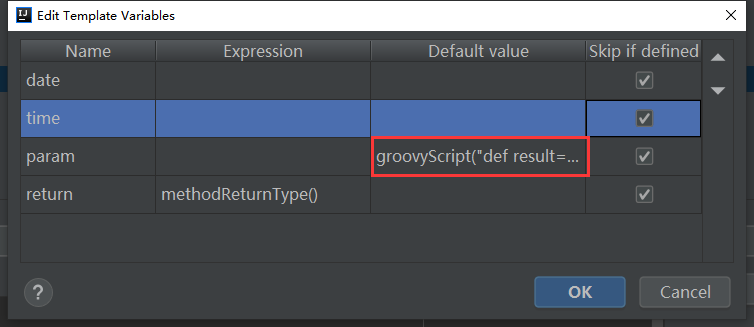 IJ Edit Template Variables
Name Expression Default value Skip if defined
date
time
param groovyScript("def result=...
return methodReturnType()
? OK Cancel